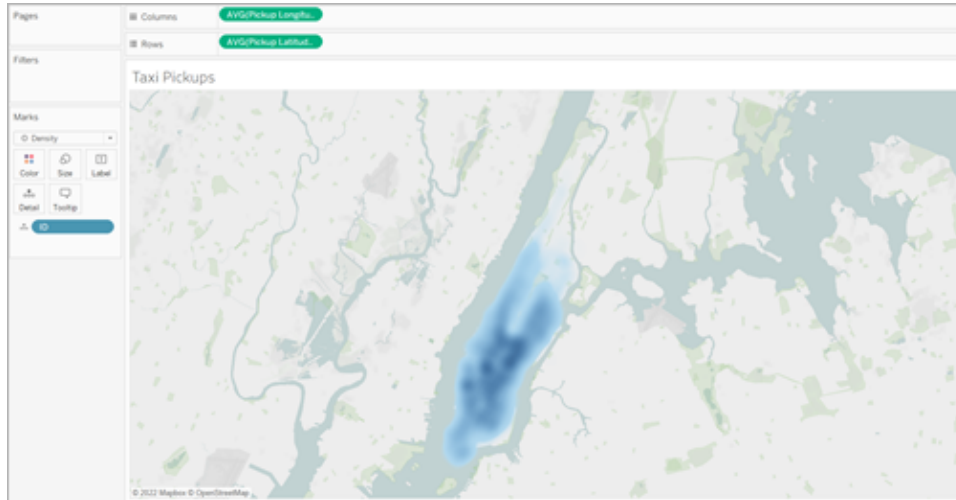 Pages
Columns
AVG(Pickup Longitu..
Rows
AVG(Pickup Latitud..
Filters
Taxi Pickups
Marks
Density
Color
Size
Label
Detail
Tooltip
ID
© 2022 Mapbox © OpenStreetMap